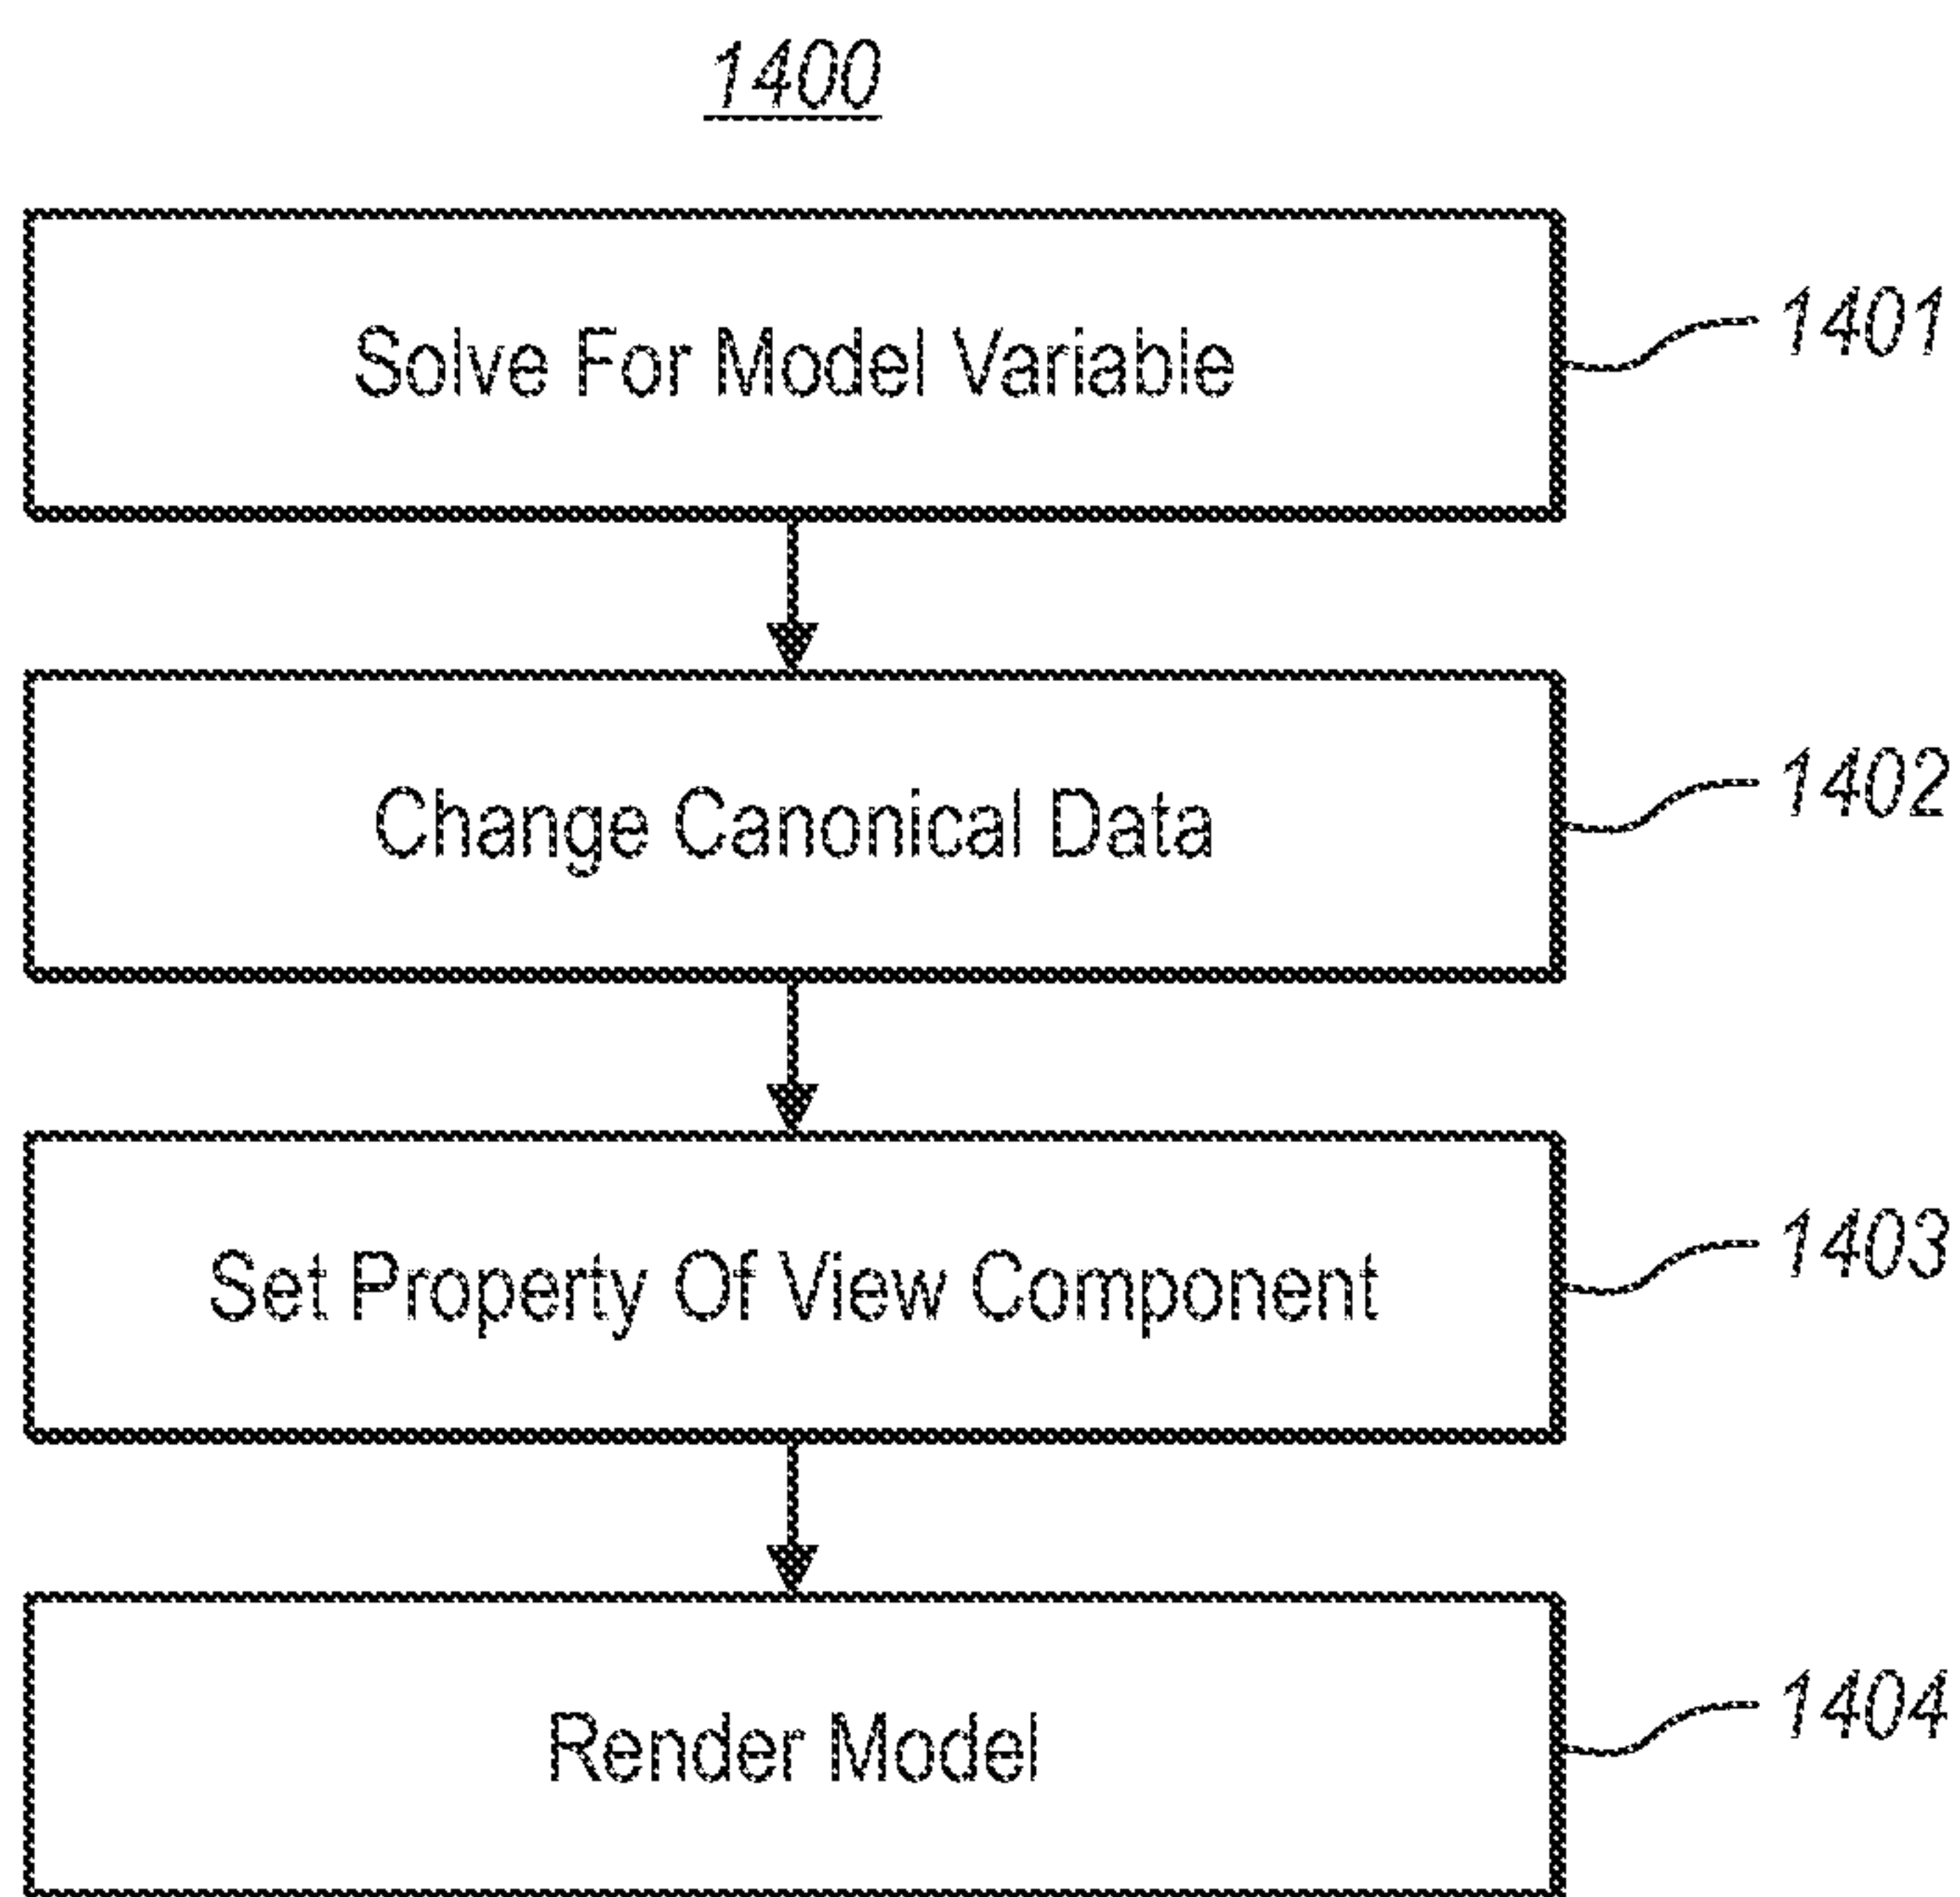 1400
Solve For Model Variable
1401
Change Canonical Data
1402
Set Property Of View Component
1403
Render Model
1404